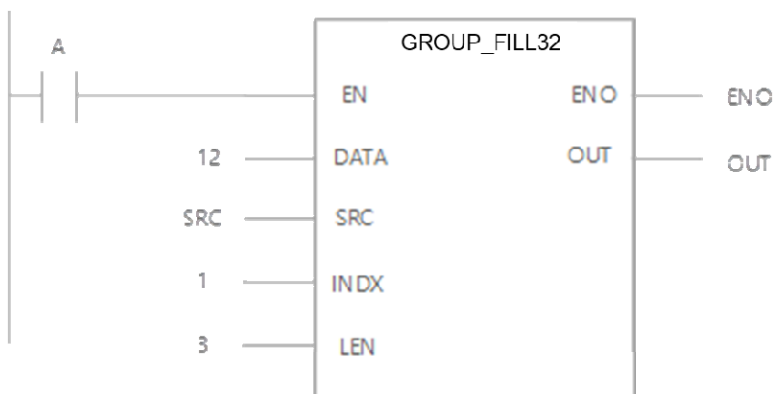 GROUP_FILL32
A
EN ENO ENO
12 DATA OUT OUT
SRC SRC
1 INDX
3 LEN